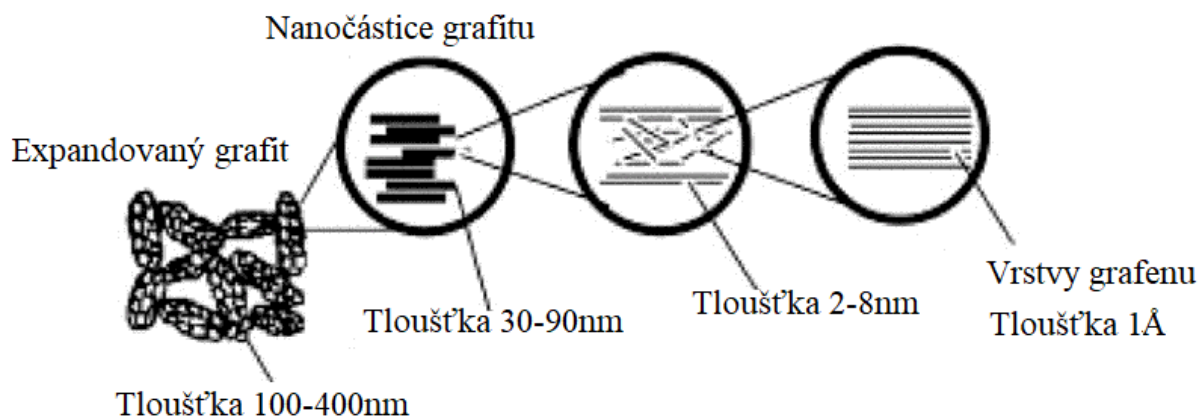 Nanočástice grafitu
Expandovaný grafit
Vrstvy grafenu
Tloušťka 1Å
Tloušťka 2-8nm
Tloušťka 30-90nm
Tloušťka 100-400nm